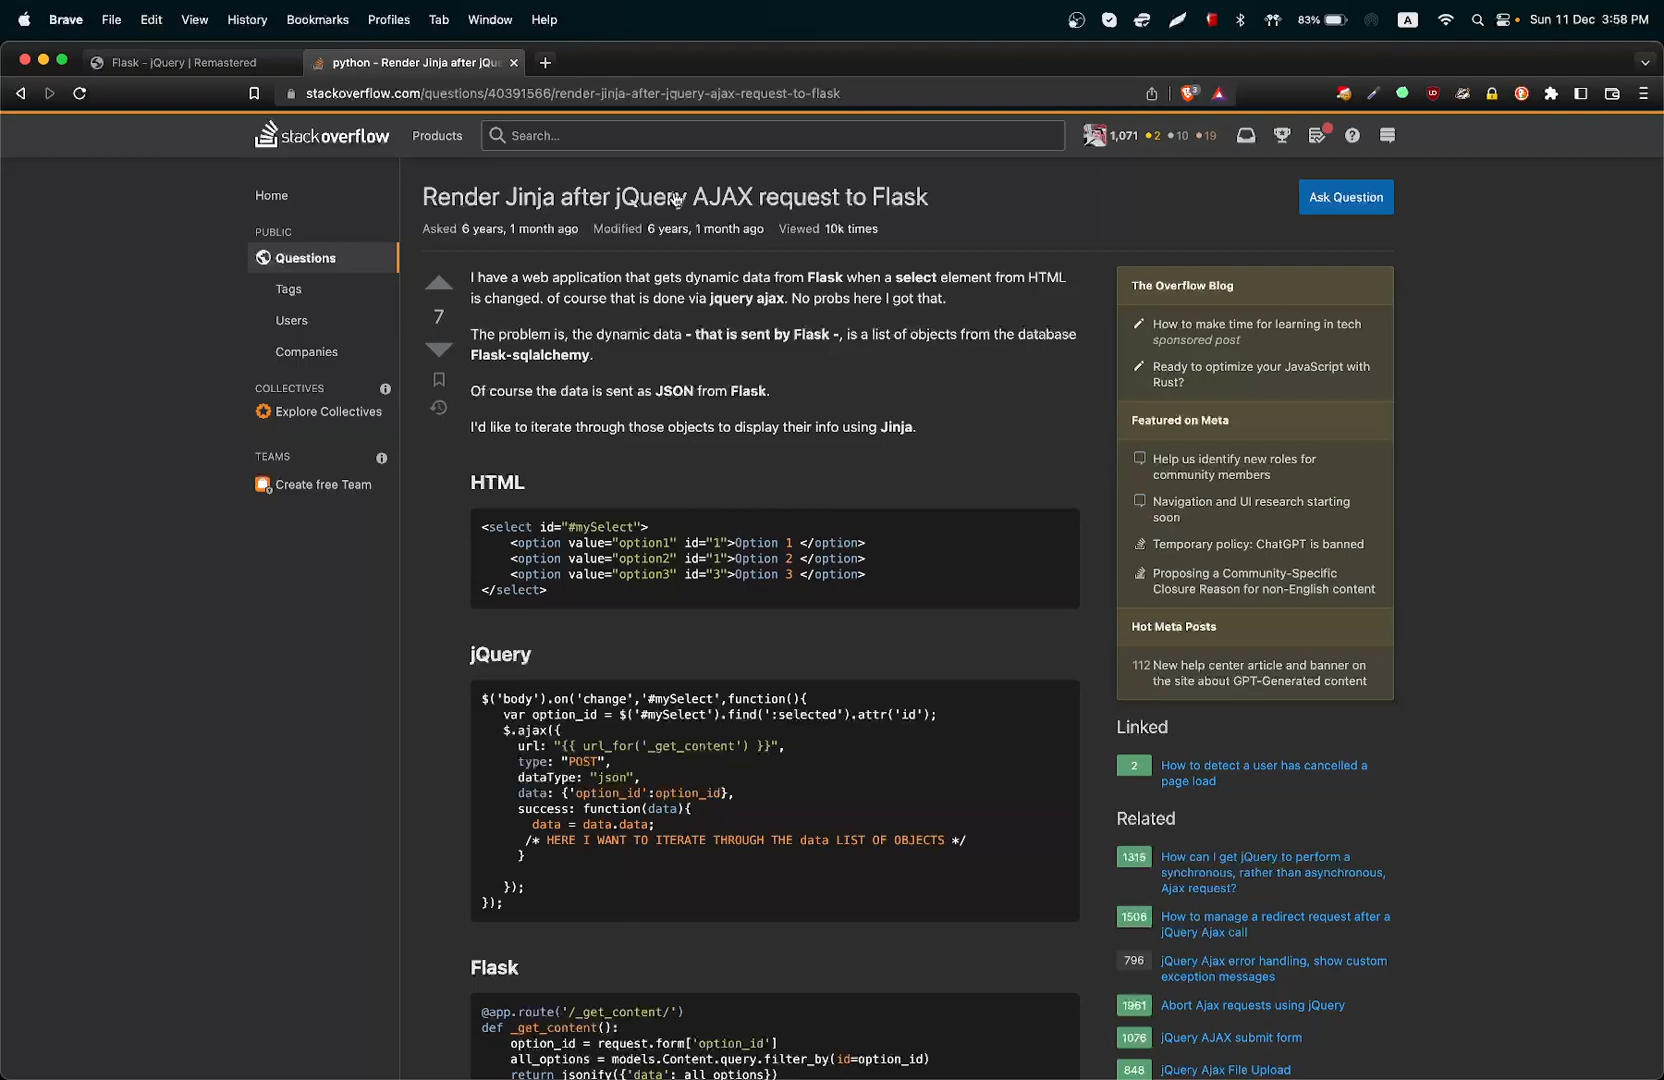 Brave File Edit View History Bookmarks Profiles Tab Window Help 83% A Sun 11 Dec 3:58 PM
Flask - jQuery | Remastered
python - Render Jinja after jQu
stackoverflow.com/questions/40391566/render-jinja-after-jquery-ajax-request-to-flask
3
stackoverflow Products Search... 1,071 2 10 19
Home
PUBLIC
Questions
Tags
Users
Companies
COLLECTIVES
Explore Collectives
TEAMS
Create free Team
Render Jinja after jQuery AJAX request to Flask
Ask Question
Asked 6 years, 1 month ago Modified 6 years, 1 month ago Viewed 10k times
7
I have a web application that gets dynamic data from Flask when a select element from HTML
is changed. of course that is done via jquery ajax. No probs here I got that.
The problem is, the dynamic data - that is sent by Flask -, is a list of objects from the database
Flask-sqlalchemy.
Of course the data is sent as JSON from Flask.
I'd like to iterate through those objects to display their info using Jinja.
HTML
<select id="#mySelect">
<option value="option1" id="1">Option 1 </option>
<option value="option2" id="1">Option 2 </option>
<option value="option3" id="3">Option 3 </option>
</select>
jQuery
$('body').on('change','#mySelect',function(){
var option_id = $('#mySelect').find(':selected').attr('id');
$.ajax({
url: "{{ url_for('_get_content') }}",
type: "POST",
dataType: "json",
data: {'option_id':option_id},
success: function(data){
data = data.data;
/* HERE I WANT TO ITERATE THROUGH THE data LIST OF OBJECTS */
}
});
});
Flask
@app.route('/_get_content/')
def _get_content():
option_id = request.form['option_id']
all_options = models.Content.query.filter_by(id=option_id)
return jsonify({'data': all_options})
The Overflow Blog
How to make time for learning in tech
sponsored post
Ready to optimize your JavaScript with
Rust?
Featured on Meta
Help us identify new roles for
community members
Navigation and UI research starting
soon
Temporary policy: ChatGPT is banned
Proposing a Community-Specific
Closure Reason for non-English content
Hot Meta Posts
112 New help center article and banner on
the site about GPT-Generated content
Linked
2 How to detect a user has cancelled a
page load
Related
1315 How can I get jQuery to perform a
synchronous, rather than asynchronous,
Ajax request?
1506 How to manage a redirect request after a
jQuery Ajax call
796 jQuery Ajax error handling, show custom
exception messages
1961 Abort Ajax requests using jQuery
1076 jQuery AJAX submit form
848 jQuery Ajax File Upload